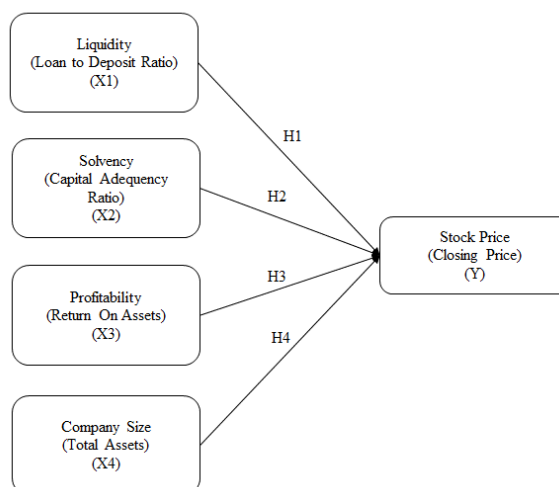 Liquidity
(Loan to Deposit Ratio)
(X1)
H1
Solvency
(Capital Adequency
Ratio)
(X2)
H2
Stock Price
(Closing Price)
(Y)
Profitability
(Return On Assets)
(X3)
H3
H4
Company Size
(Total Assets)
(X4)